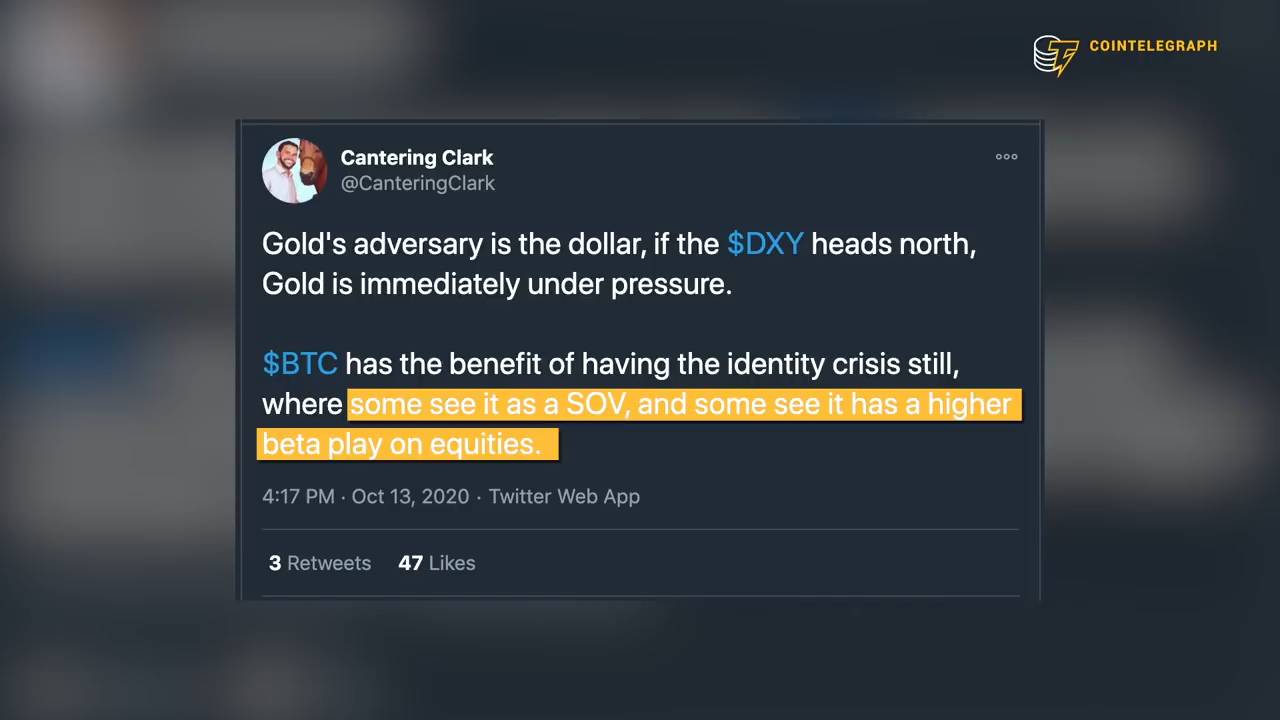 COINTELEGRAPH
Cantering Clark
@CanteringClark
Gold's adversary is the dollar, if the $DXY heads north,
Gold is immediately under pressure.
$BTC has the benefit of having the identity crisis still,
where some see it as a SOV, and some see it has a higher
beta play on equities.
4:17 PM · Oct 13, 2020 · Twitter Web App
3 Retweets 47 Likes